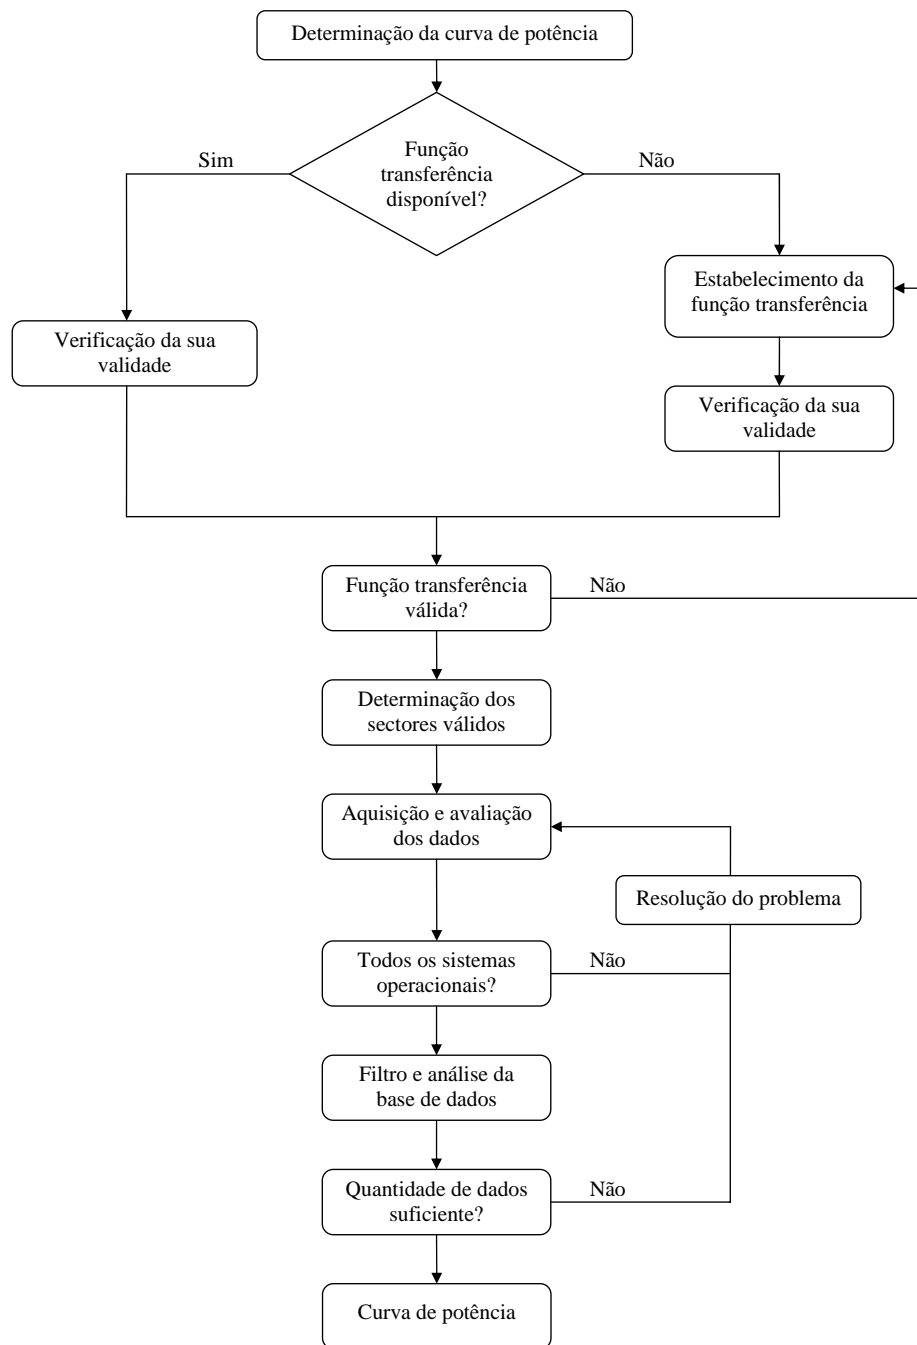 Determinação da curva de potência
Função
transferência
disponível?
Sim
Não
Estabelecimento da
função transferência
Verificação da sua
validade
Verificação da sua
validade
Função transferência
válida?
Não
Determinação dos
sectores válidos
Aquisição e avaliação
dos dados
Resolução do problema
Todos os sistemas
operacionais?
Não
Filtro e análise da
base de dados
Quantidade de dados
suficiente?
Não
Curva de potência